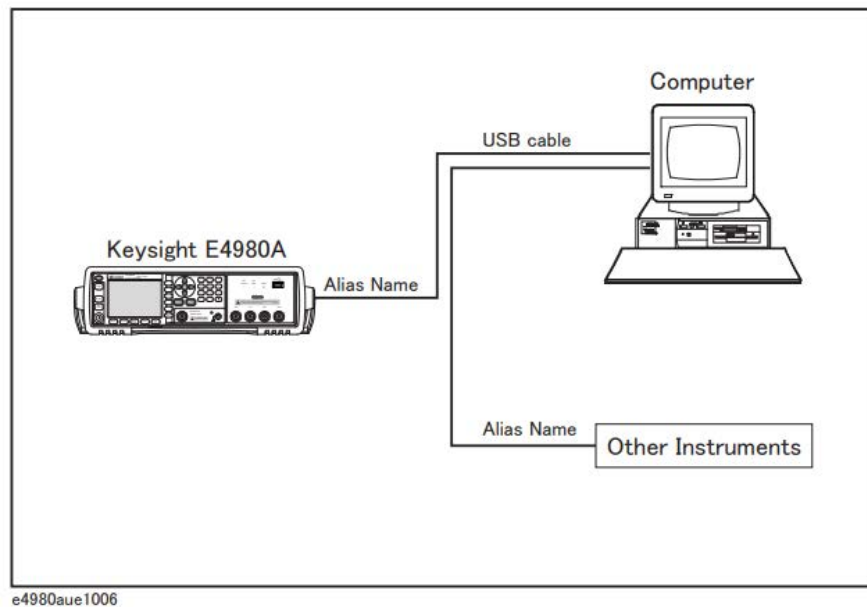 Computer
USB cable
Keysight E4980A
Alias Name
Alias Name
Other Instruments
e4980aue1006